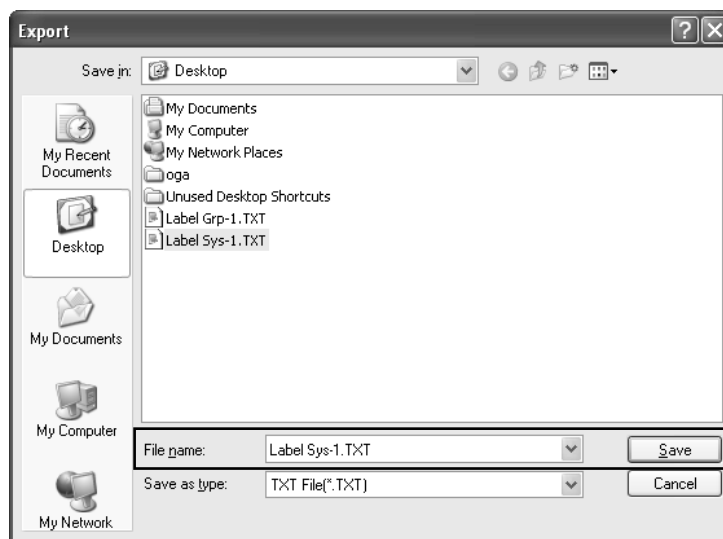 Export
Save in: Desktop
My Recent Documents
Desktop
My Documents
My Computer
My Network
My Documents
My Computer
My Network Places
oga
Unused Desktop Shortcuts
Label Grp-1.TXT
Label Sys-1.TXT
File name: Label Sys-1.TXT Save
Save as type: TXT File(*.TXT) Cancel